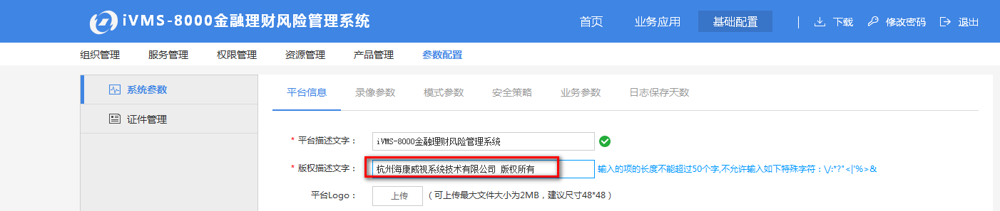 iVMS-8000金融理财风险管理系统
首页 业务应用 基础配置 下载 修改密码 退出
组织管理 服务管理 权限管理 资源管理 产品管理 参数配置
系统参数
证件管理
平台信息 录像参数 模式参数 安全策略 业务参数 日志保存天数
* 平台描述文字： iVMS-8000金融理财风险管理系统
* 版权描述文字： 杭州海康威视系统技术有限公司 版权所有 输入的项的长度不能超过50个字,不允许输入如下特殊字符：\/:*?"<|'%>&
平台Logo： 上传 （可上传最大文件大小为2MB，建议尺寸48*48）